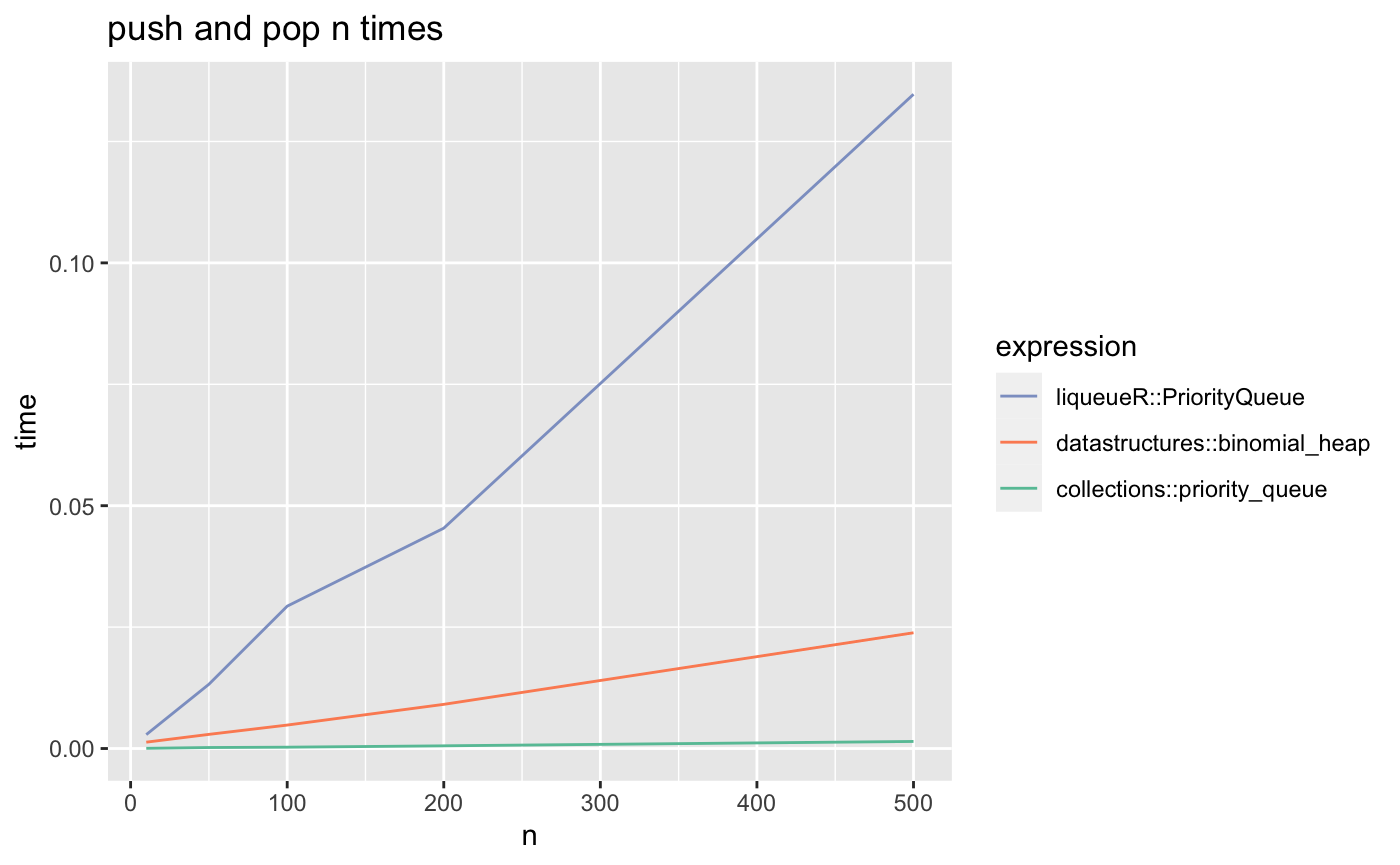 push and pop n times
0.10
0.05
0.00
time
0
100
200
300
400
500
n
expression
liqueueR::PriorityQueue
datastructures::binomial_heap
collections::priority_queue